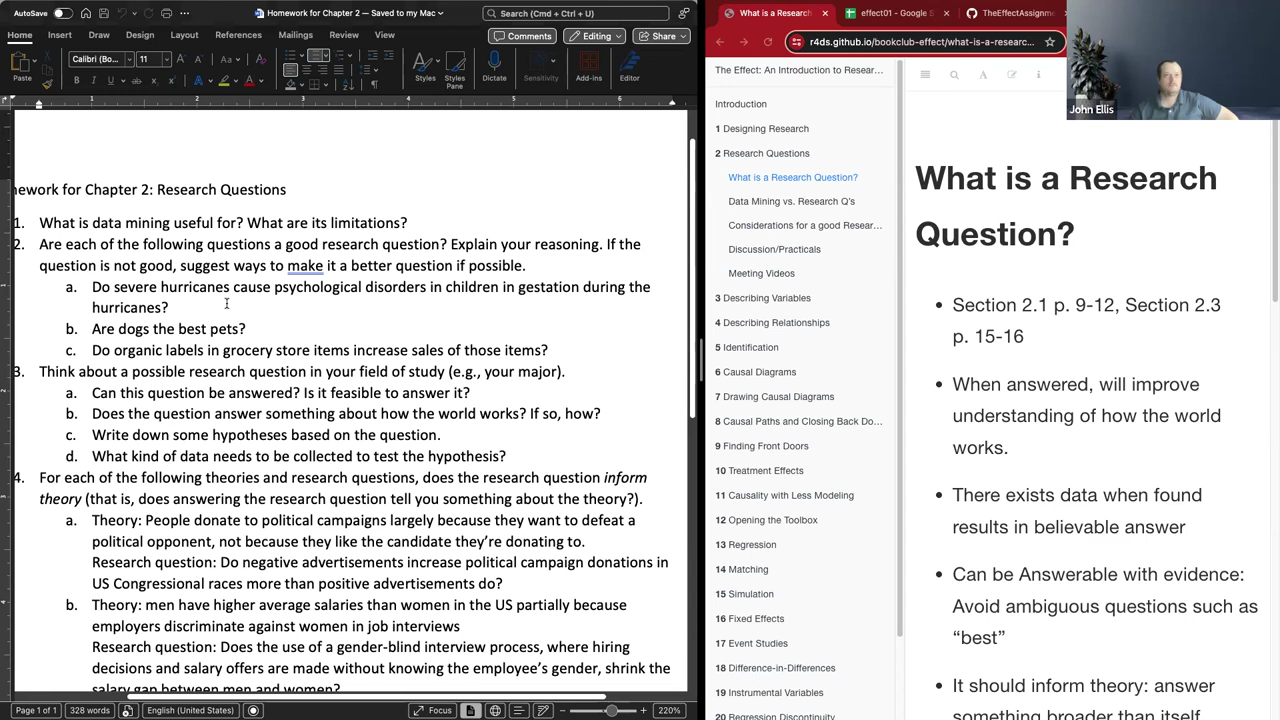 AutoSave
Homework for Chapter 2 — Saved to my Mac
Search (Cmd + Ctrl + U)
Home
Insert
Draw
Design
Layout
References
Mailings
Review
Comments
Editing
Share
Paste
Calibri (Bo...
11
Styles
Styles
Pane
Dictate
Sensitivity
Add-ins
Editor
1 2 3 4 5 6
nework for Chapter 2: Research Questions
1. What is data mining useful for? What are its limitations?
2. Are each of the following questions a good research question? Explain your reasoning. If the
question is not good, suggest ways to make it a better question if possible.
a. Do severe hurricanes cause psychological disorders in children in gestation during the
hurricanes?
b. Are dogs the best pets?
c. Do organic labels in grocery store items increase sales of those items?
3. Think about a possible research question in your field of study (e.g., your major).
a. Can this question be answered? Is it feasible to answer it?
b. Does the question answer something about how the world works? If so, how?
c. Write down some hypotheses based on the question.
d. What kind of data needs to be collected to test the hypothesis?
4. For each of the following theories and research questions, does the research question inform
theory (that is, does answering the research question tell you something about the theory?).
a. Theory: People donate to political campaigns largely because they want to defeat a
political opponent, not because they like the candidate they're donating to.
Research question: Do negative advertisements increase political campaign donations in
US Congressional races more than positive advertisements do?
b. Theory: men have higher average salaries than women in the US partially because
employers discriminate against women in job interviews
Research question: Does the use of a gender-blind interview process, where hiring
decisions and salary offers are made without knowing the employee's gender, shrink the
salary gap between men and women?
Page 1 of 1
328 words
English (United States)
Focus
220%
What is a Research
effect01 - Google S
TheEffectAssignme
r4ds.github.io/bookclub-effect/what-is-a-researc...
The Effect: An Introduction to Resear...
Introduction
1 Designing Research
2 Research Questions
What is a Research Question?
Data Mining vs. Research Q's
Considerations for a good Resear...
Discussion/Practicals
Meeting Videos
3 Describing Variables
4 Describing Relationships
5 Identification
6 Causal Diagrams
7 Drawing Causal Diagrams
8 Causal Paths and Closing Back Do...
9 Finding Front Doors
10 Treatment Effects
11 Causality with Less Modeling
12 Opening the Toolbox
13 Regression
14 Matching
15 Simulation
16 Fixed Effects
17 Event Studies
18 Difference-in-Differences
19 Instrumental Variables
20 Regression Discontinuity
John Ellis
What is a Research
Question?
• Section 2.1 p. 9-12, Section 2.3
p. 15-16
• When answered, will improve
understanding of how the world
works.
• There exists data when found
results in believable answer
• Can be Answerable with evidence:
Avoid ambiguous questions such as
“best”
• It should inform theory: answer
something broader than itself